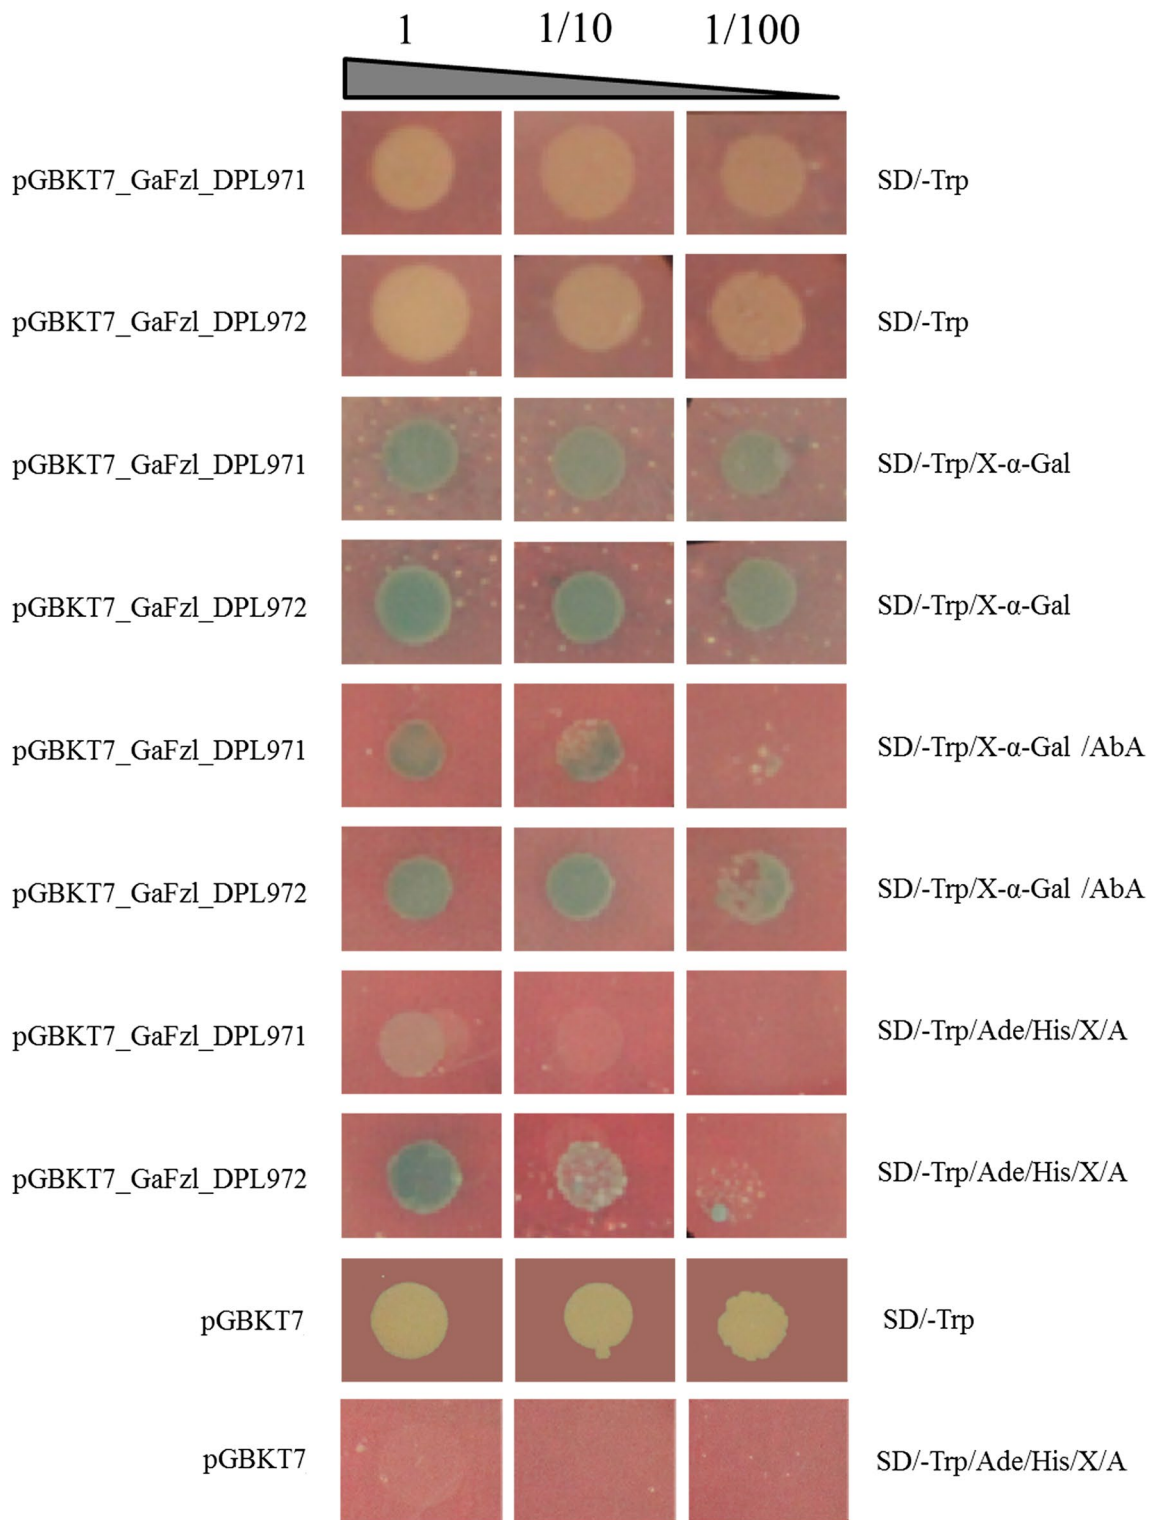 1 1/10 1/100
pGBKT7_GaFzl_DPL971 SD/-Trp
pGBKT7_GaFzl_DPL972 SD/-Trp
pGBKT7_GaFzl_DPL971 SD/-Trp/X-α-Gal
pGBKT7_GaFzl_DPL972 SD/-Trp/X-α-Gal
pGBKT7_GaFzl_DPL971 SD/-Trp/X-α-Gal /AbA
pGBKT7_GaFzl_DPL972 SD/-Trp/X-α-Gal /AbA
pGBKT7_GaFzl_DPL971 SD/-Trp/Ade/His/X/A
pGBKT7_GaFzl_DPL972 SD/-Trp/Ade/His/X/A
pGBKT7 SD/-Trp
pGBKT7 SD/-Trp/Ade/His/X/A